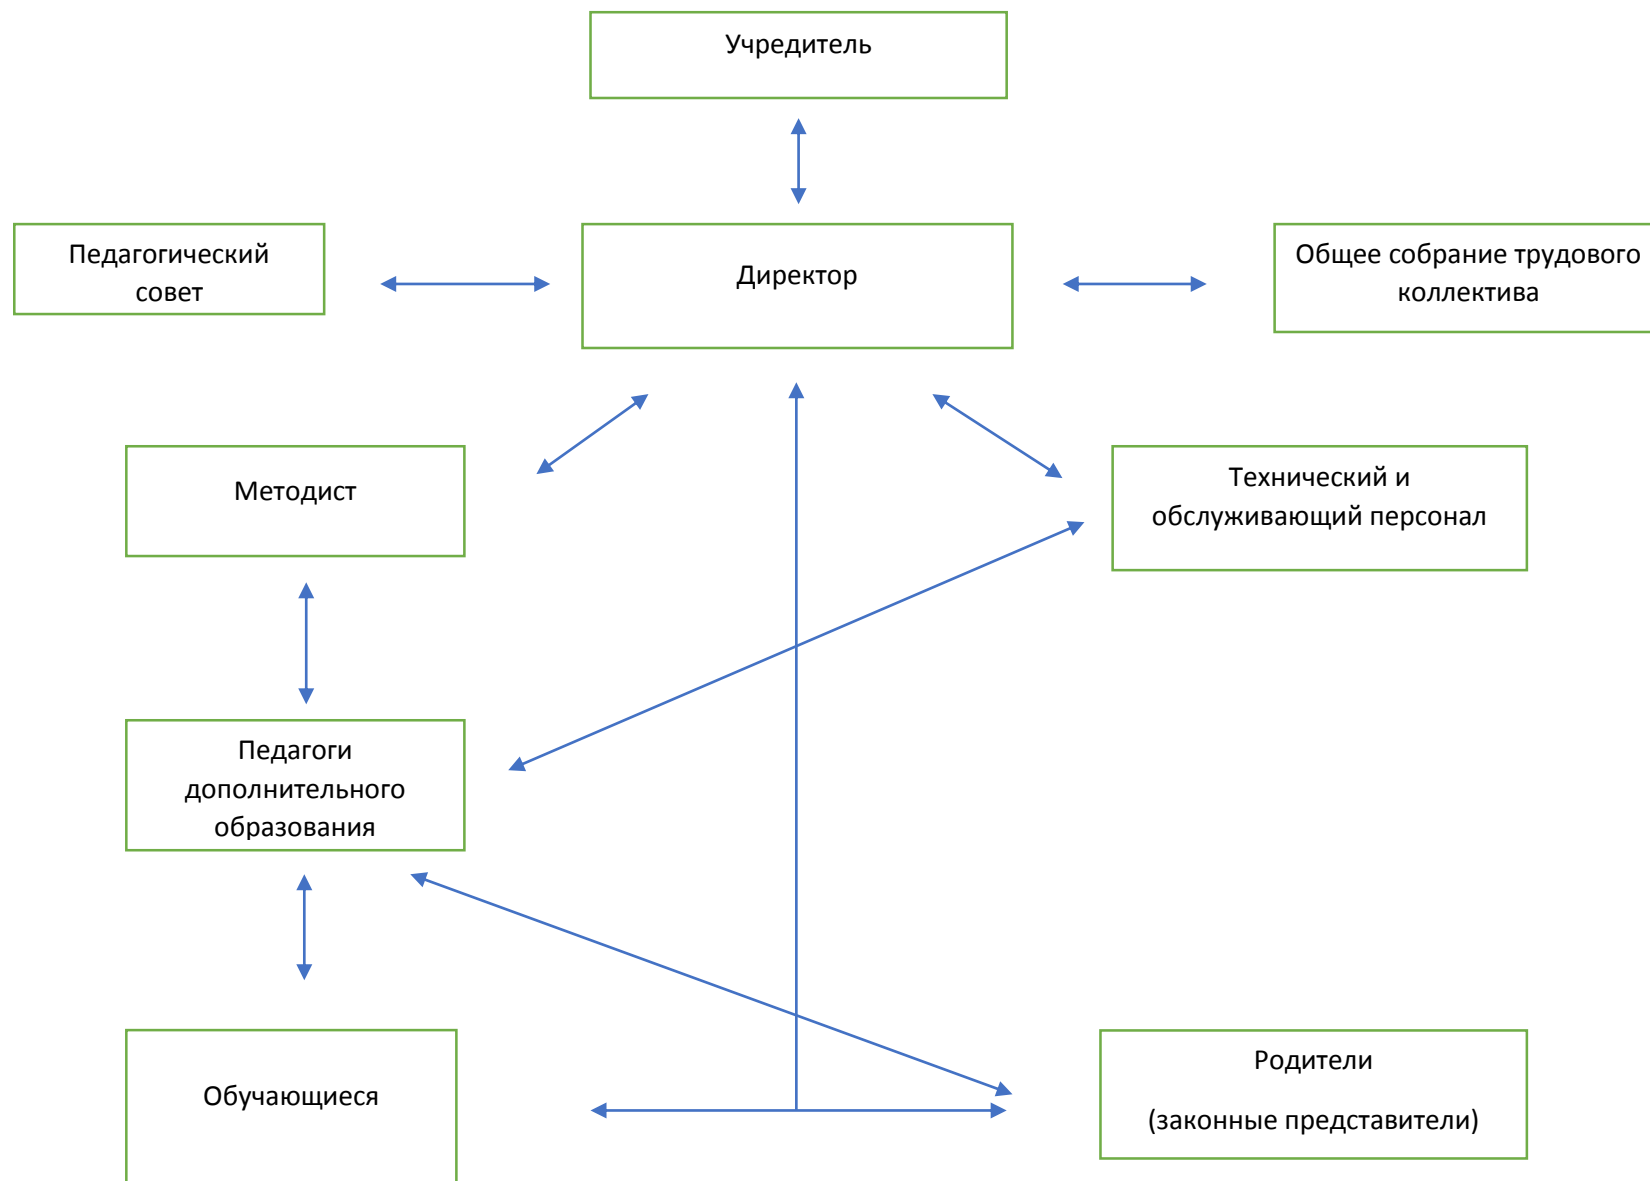 Учредитель
Педагогический
совет
Директор
Общее собрание трудового
коллектива
Методист
Технический и
обслуживающий персонал
Педагоги
дополнительного
образования
Обучающиеся
Родители
(законные представители)